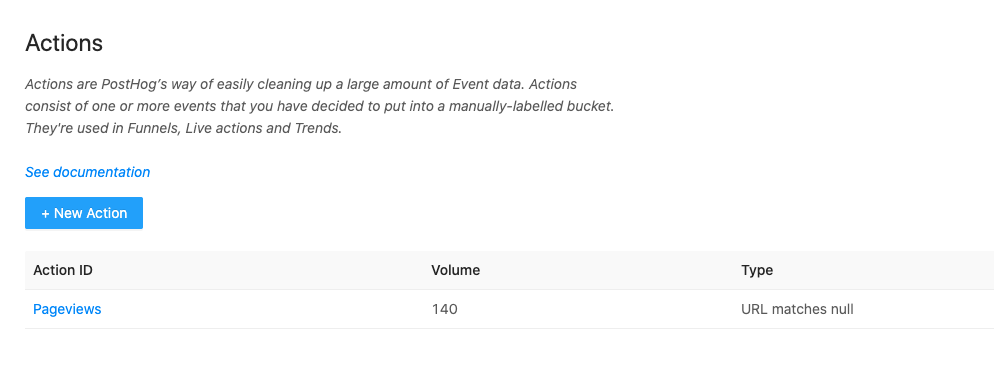 Actions
Actions are PostHog’s way of easily cleaning up a large amount of Event data. Actions
consist of one or more events that you have decided to put into a manually-labelled bucket.
They're used in Funnels, Live actions and Trends.
See documentation
+ New Action
Action ID Volume Type
Pageviews 140 URL matches null